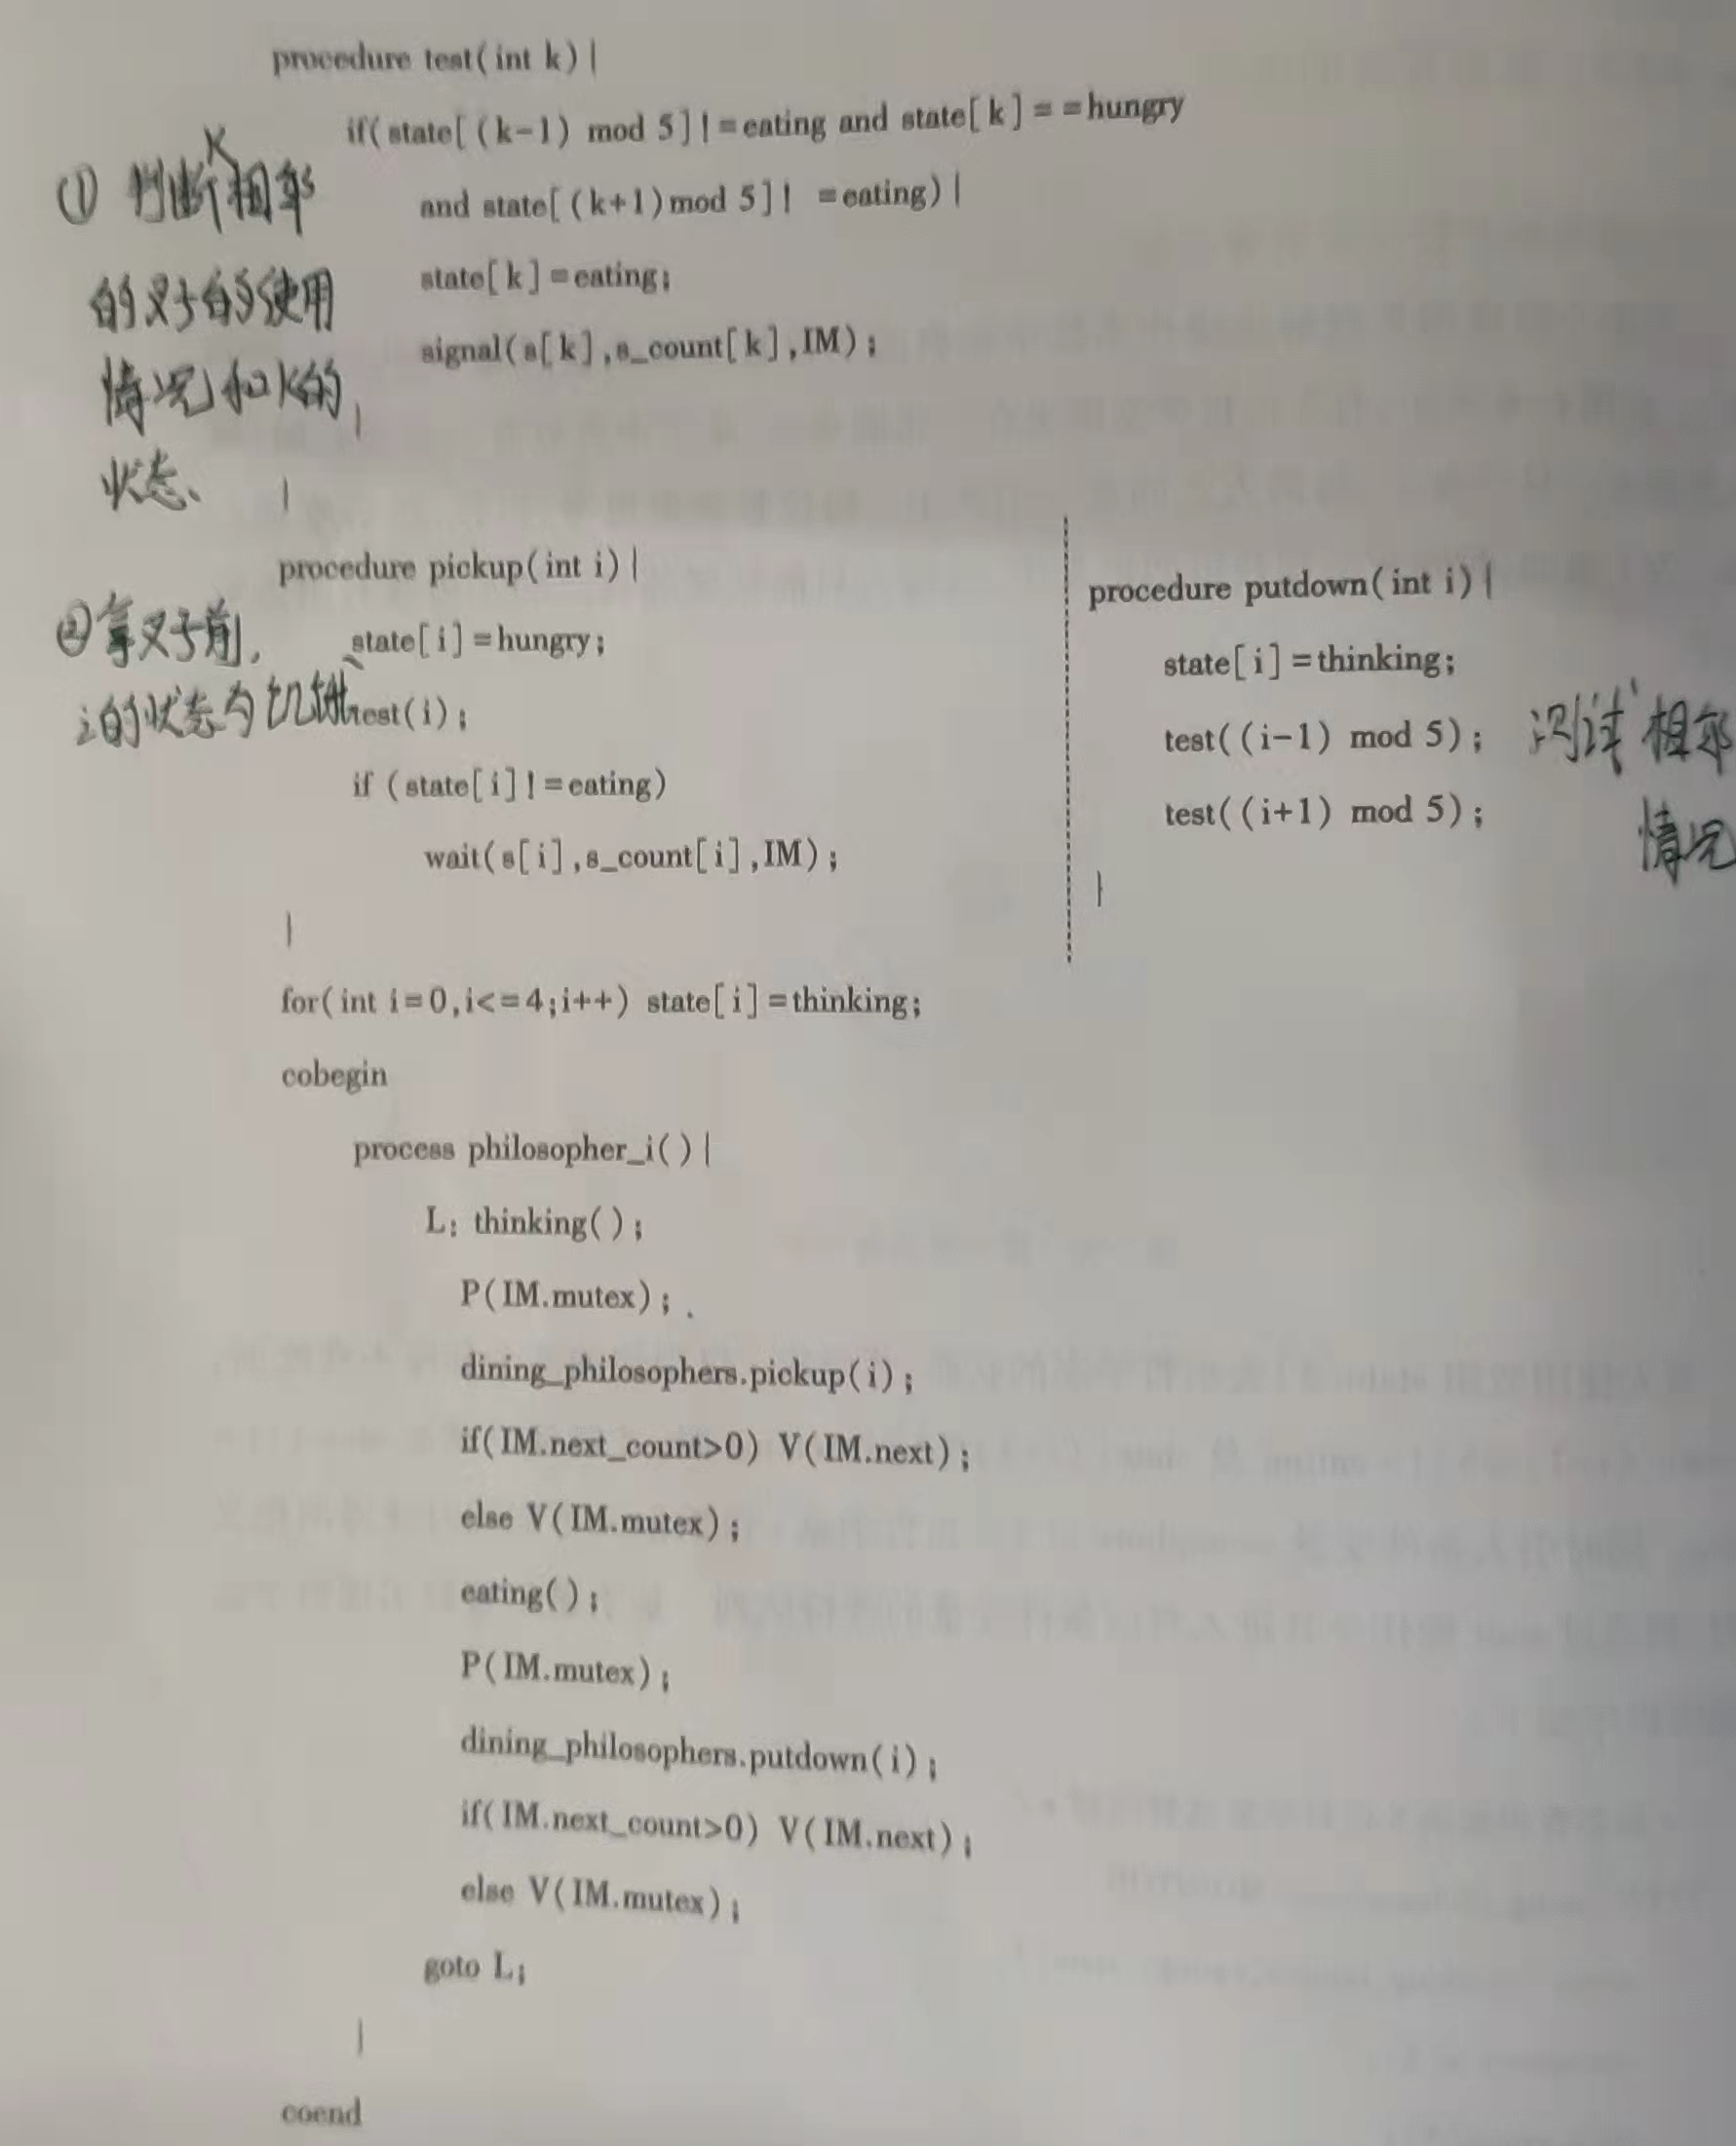 procedure test(int k){
if(state[(k-1) mod 5]!=eating and state[k]==hungry
and state[(k+1)mod 5]! =eating){
state[k]=eating;
signal(s[k],s_count[k],IM);
}
}
① 判断K相邻
的叉子的使用
情况和K的
状态、
procedure pickup(int i){
state[i]=hungry;
test(i);
if (state[i]!=eating)
wait(s[i],s_count[i],IM);
}
②拿叉子前,
i的状态为饥饿
procedure putdown(int i){
state[i]=thinking;
test((i-1) mod 5);
test((i+1) mod 5);
}
测试相邻
情况
for(int i=0,i<=4;i++) state[i]=thinking;
cobegin
process philosopher_i(){
L: thinking();
P(IM.mutex);
dining_philosophers.pickup(i);
if(IM.next_count>0) V(IM.next);
else V(IM.mutex);
eating();
P(IM.mutex);
dining_philosophers.putdown(i);
if(IM.next_count>0) V(IM.next);
else V(IM.mutex);
goto L;
}
coend